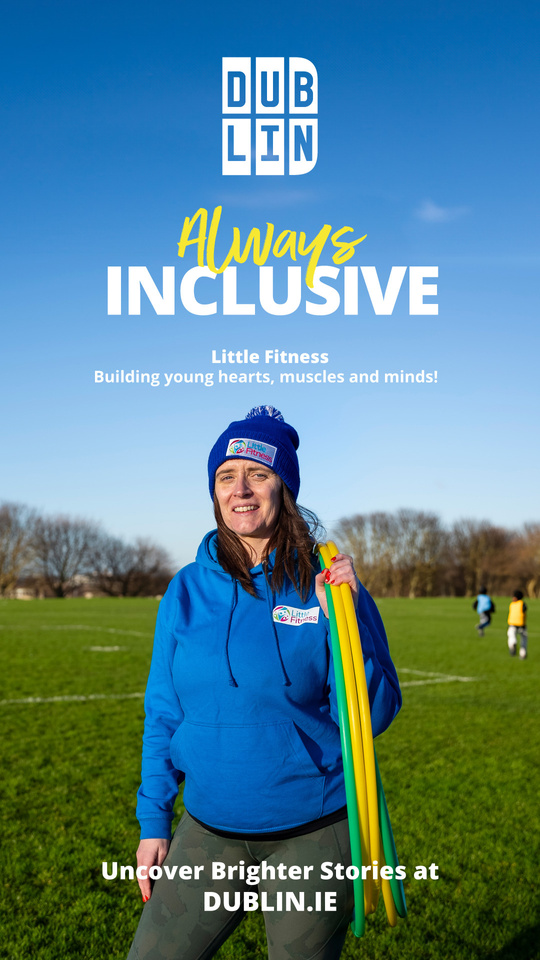 DUB
LIN
Always
INCLUSIVE
Little Fitness
Building young hearts, muscles and minds!
Little
Fitness
Little
Fitness
Uncover Brighter Stories at
DUBLIN.IE